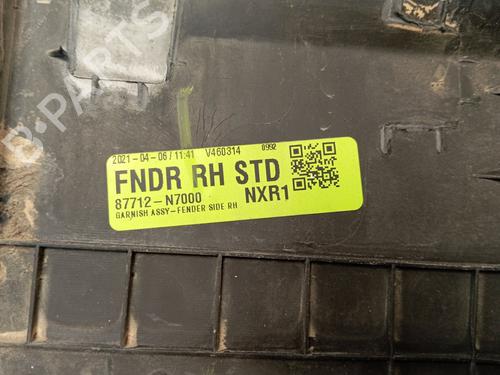 B-PARTS
2021-04-06/11:41 V460314 0992
FNDR RH STD
87712-N7000 NXR1
GARNISH ASSY-FENDER SIDE RH